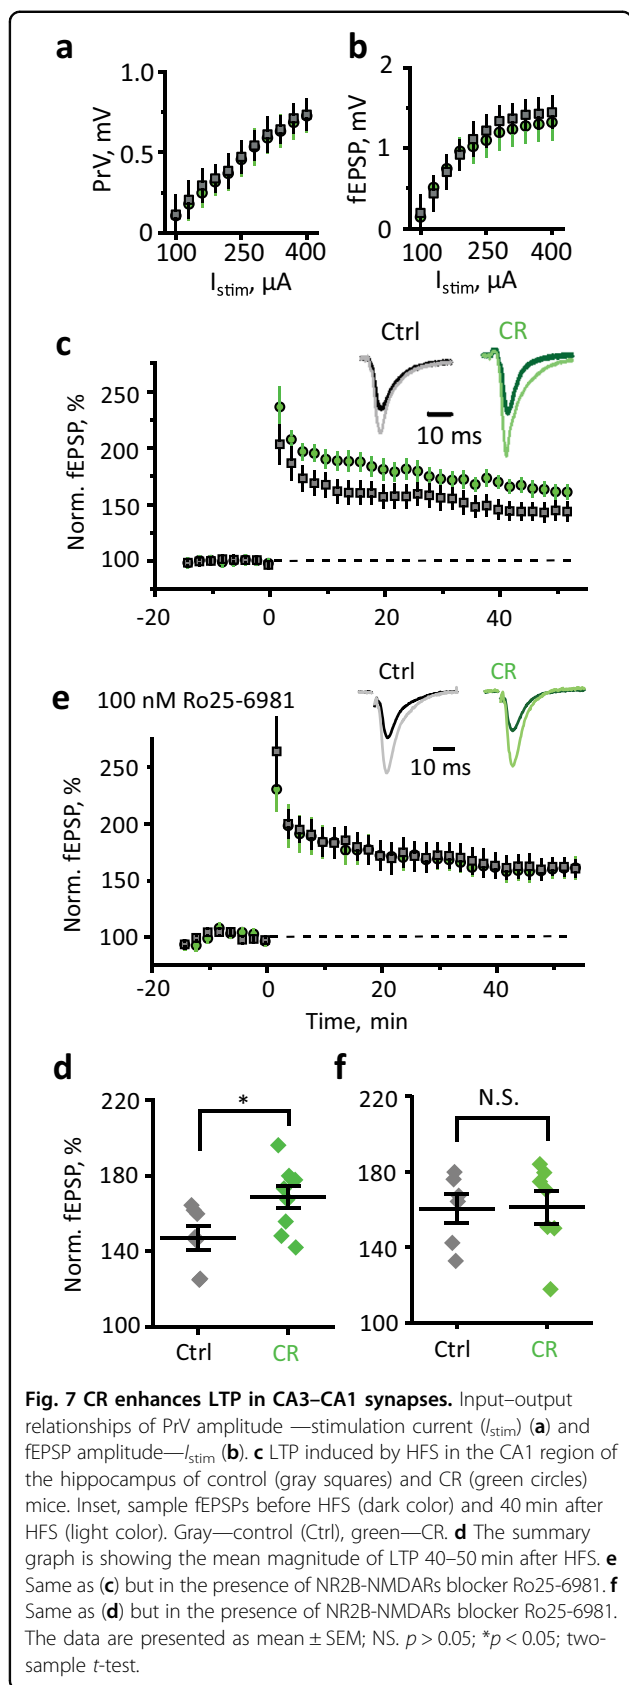 a
b
1.0
0.5
0
PrV, mV
100
250
400
I_stim, µA
2
1
0
fEPSP, mV
100
250
400
I_stim, µA
c
Ctrl
CR
10 ms
250
200
150
100
Norm. fEPSP, %
-20
0
20
40
e
100 nM Ro25-6981
Ctrl
CR
10 ms
250
200
150
100
Norm. fEPSP, %
-20
0
20
40
Time, min
d
f
220
180
140
100
Norm. fEPSP, %
*
Ctrl
CR
220
180
140
100
N.S.
Ctrl
CR
Fig. 7 CR enhances LTP in CA3–CA1 synapses. Input–output
relationships of PrV amplitude —stimulation current (I_stim) (a) and
fEPSP amplitude—I_stim (b). c LTP induced by HFS in the CA1 region of
the hippocampus of control (gray squares) and CR (green circles)
mice. Inset, sample fEPSPs before HFS (dark color) and 40 min after
HFS (light color). Gray—control (Ctrl), green—CR. d The summary
graph is showing the mean magnitude of LTP 40–50 min after HFS. e
Same as (c) but in the presence of NR2B-NMDARs blocker Ro25-6981. f
Same as (d) but in the presence of NR2B-NMDARs blocker Ro25-6981.
The data are presented as mean ± SEM; NS. p > 0.05; *p < 0.05; two-
sample t-test.